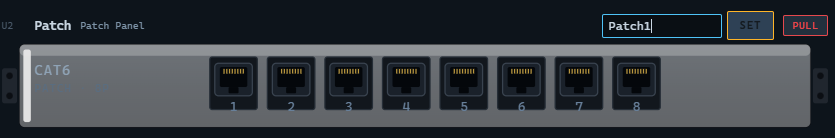 U2 Patch Patch Panel Patch1 SET PULL
CAT6
1 2 3 4 5 6 7 8